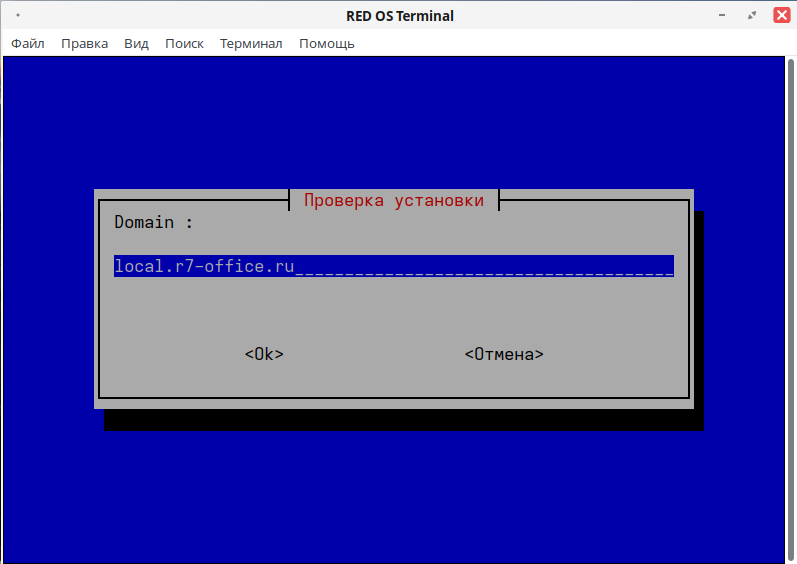 RED OS Terminal
Файл Правка Вид Поиск Терминал Помощь
Проверка установки
Domain :
local.r7-office.ru
<Ok> <Отмена>